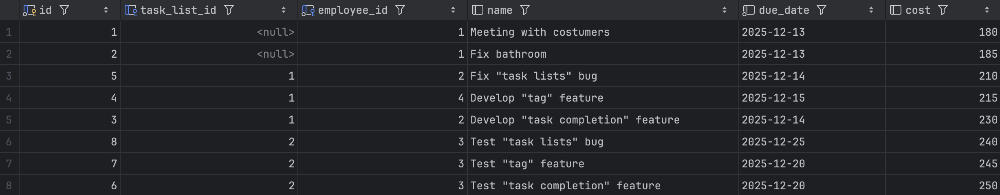 id task_list_id employee_id name due_date cost
1 1 <null> 1 Meeting with costumers 2025-12-13 180
2 2 <null> 1 Fix bathroom 2025-12-13 185
3 5 1 2 Fix "task lists" bug 2025-12-14 210
4 4 1 4 Develop "tag" feature 2025-12-15 215
5 3 1 2 Develop "task completion" feature 2025-12-14 230
6 8 2 3 Test "task lists" bug 2025-12-25 240
7 7 2 3 Test "tag" feature 2025-12-20 245
8 6 2 3 Test "task completion" feature 2025-12-20 250